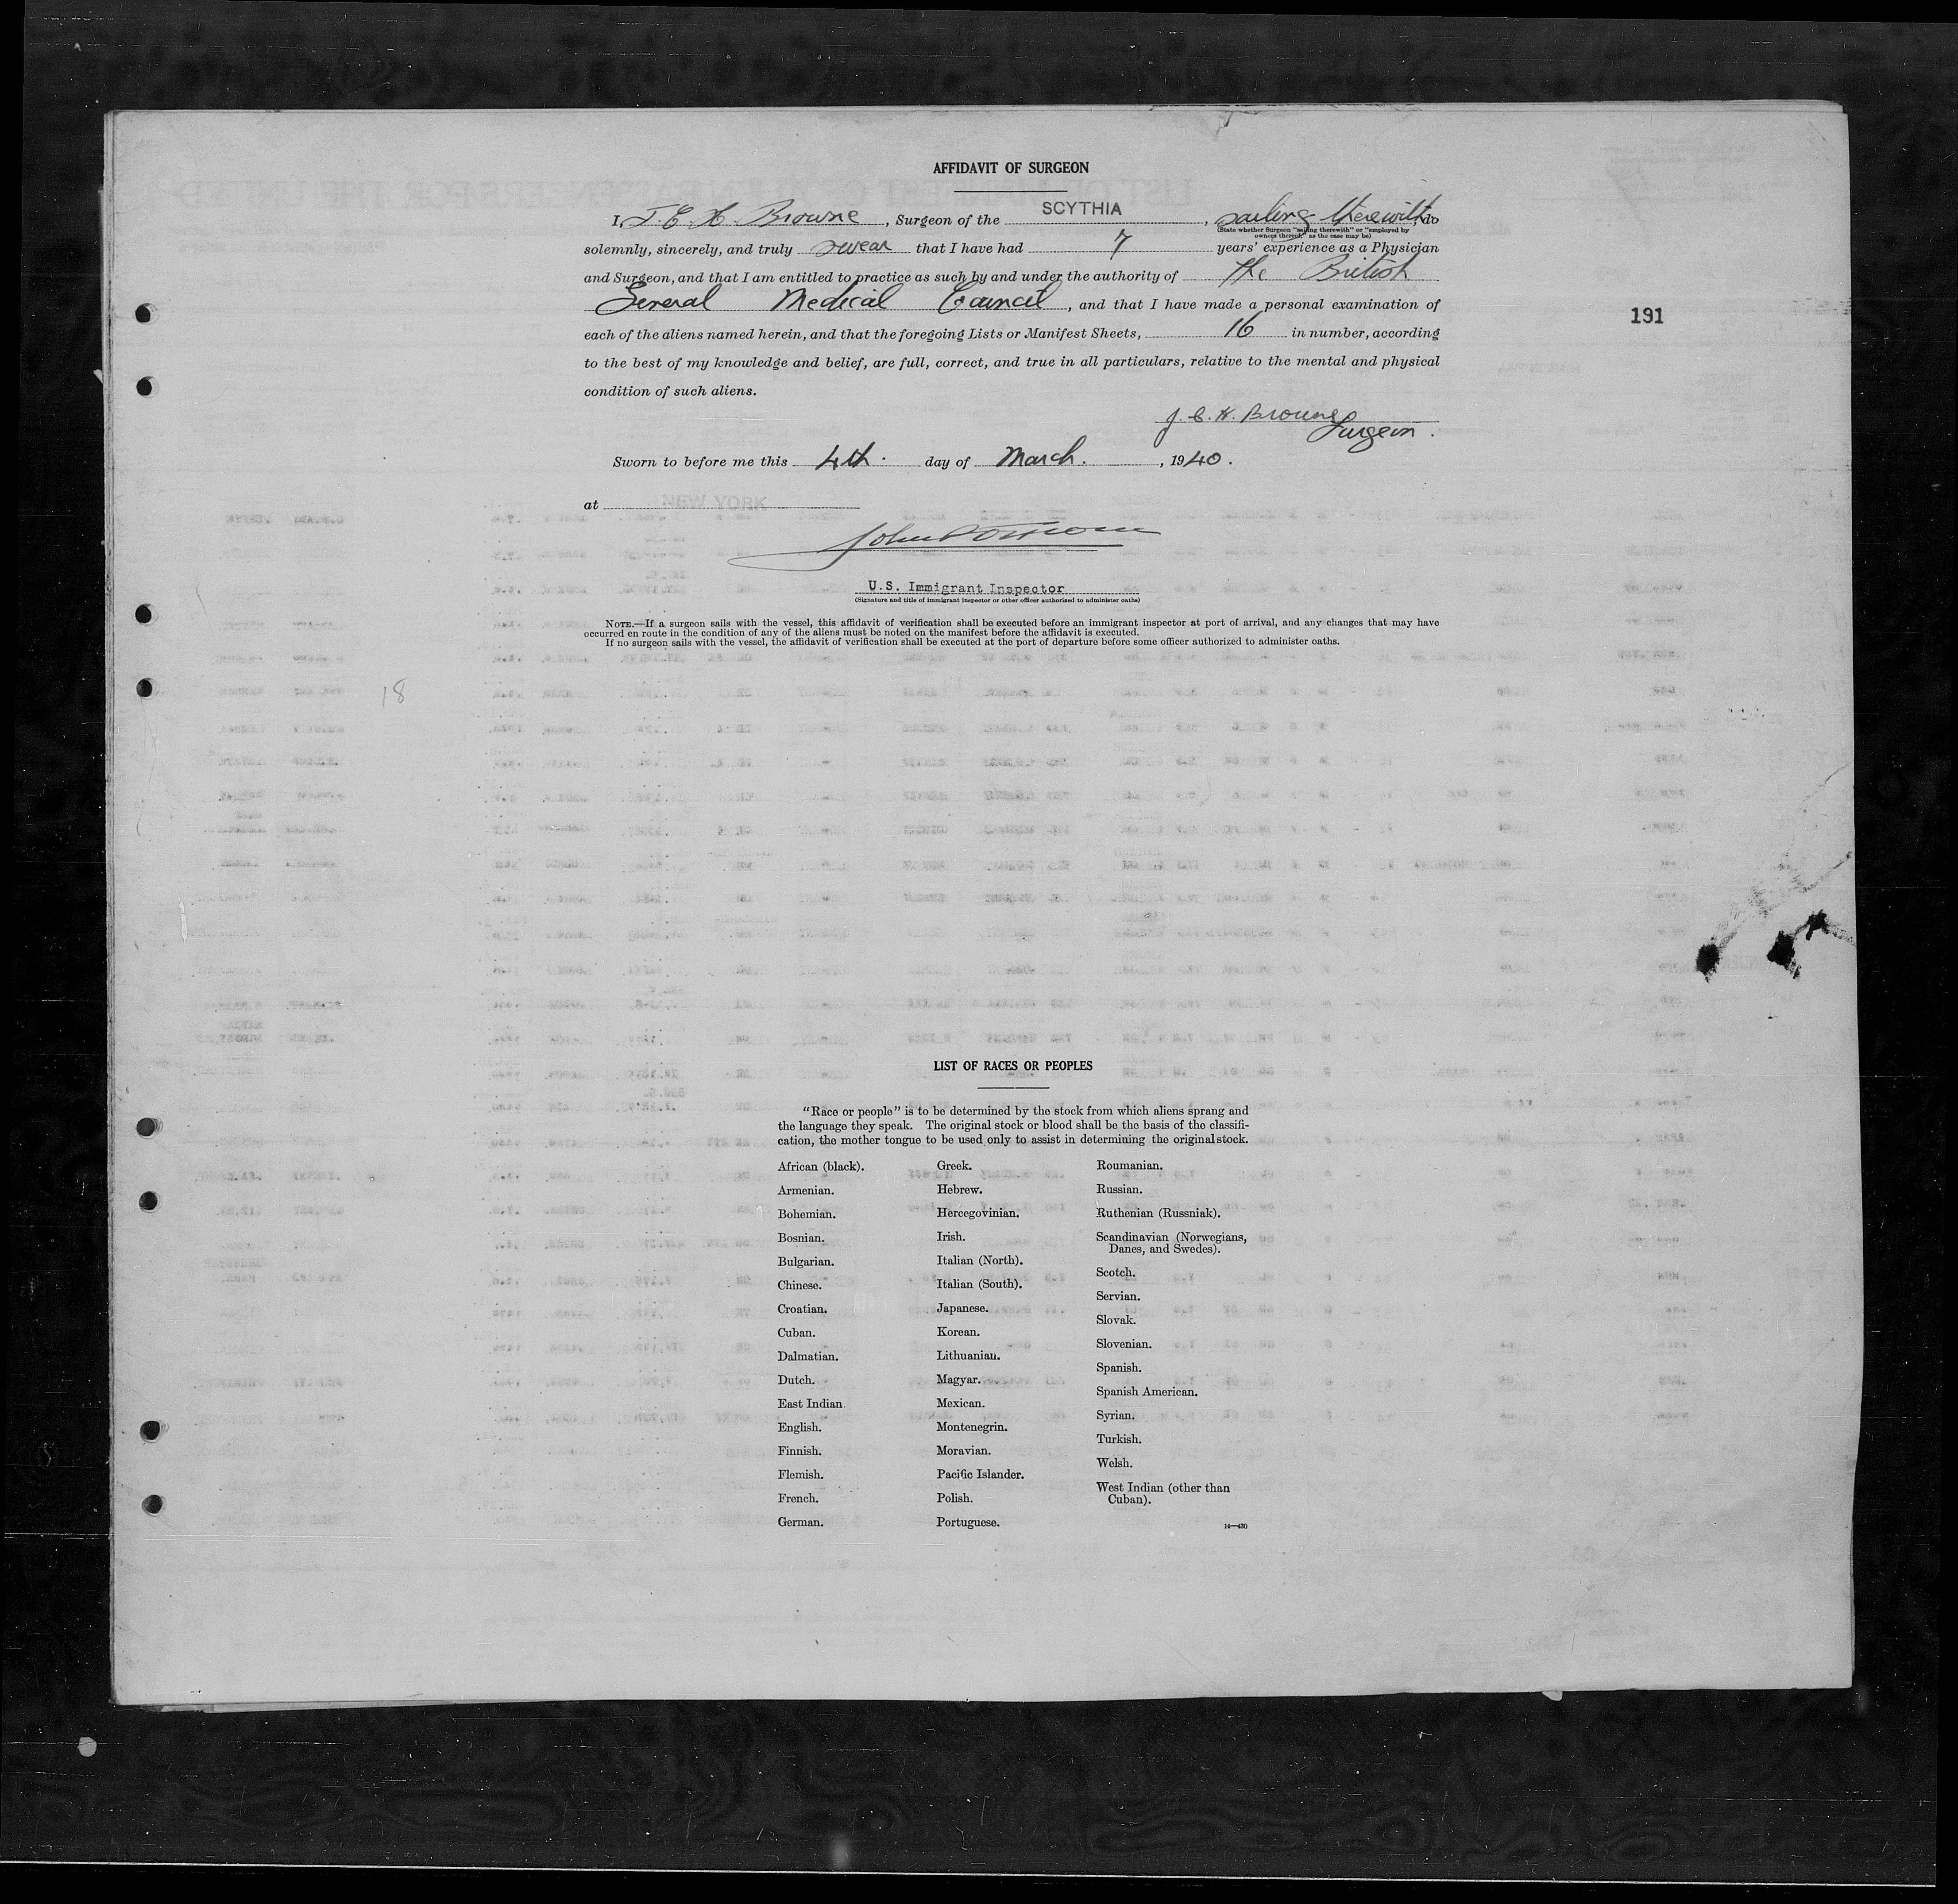 AFFIDAVIT OF SURGEON
I, J. C. H. Browne, Surgeon of the SCYTHIA, sailing therewith, do
(State whether Surgeon "sailing therewith" or "employed by
owners thereof," as the case may be)
solemnly, sincerely, and truly swear that I have had 7 years' experience as a Physician
and Surgeon, and that I am entitled to practice as such by and under the authority of the British
General Medical Council, and that I have made a personal examination of
each of the aliens named herein, and that the foregoing Lists or Manifest Sheets, 16 in number, according
191
to the best of my knowledge and belief, are full, correct, and true in all particulars, relative to the mental and physical
condition of such aliens.
J. C. H. Browne
Surgeon.
Sworn to before me this 4th. day of March. , 1940.
at NEW YORK
John
U.S. Immigrant Inspector
(Signature and title of immigrant inspector or other officer authorized to administer oaths)
NOTE.—If a surgeon sails with the vessel, this affidavit of verification shall be executed before an immigrant inspector at port of arrival, and any changes that may have
occurred en route in the condition of any of the aliens must be noted on the manifest before the affidavit is executed.
If no surgeon sails with the vessel, the affidavit of verification shall be executed at the port of departure before some officer authorized to administer oaths.
18
LIST OF RACES OR PEOPLES
"Race or people" is to be determined by the stock from which aliens sprang and
the language they speak. The original stock or blood shall be the basis of the classifi-
cation, the mother tongue to be used only to assist in determining the original stock.
African (black).
Armenian.
Bohemian.
Bosnian.
Bulgarian.
Chinese.
Croatian.
Cuban.
Dalmatian.
Dutch.
East Indian.
English.
Finnish.
Flemish.
French.
German.
Greek.
Hebrew.
Hercegovinian.
Irish.
Italian (North).
Italian (South).
Japanese.
Korean.
Lithuanian.
Magyar.
Mexican.
Montenegrin.
Moravian.
Pacific Islander.
Polish.
Portuguese.
Roumanian.
Russian.
Ruthenian (Russniak).
Scandinavian (Norwegians,
Danes, and Swedes).
Scotch.
Servian.
Slovak.
Slovenian.
Spanish.
Spanish American.
Syrian.
Turkish.
Welsh.
West Indian (other than
Cuban).
14—430